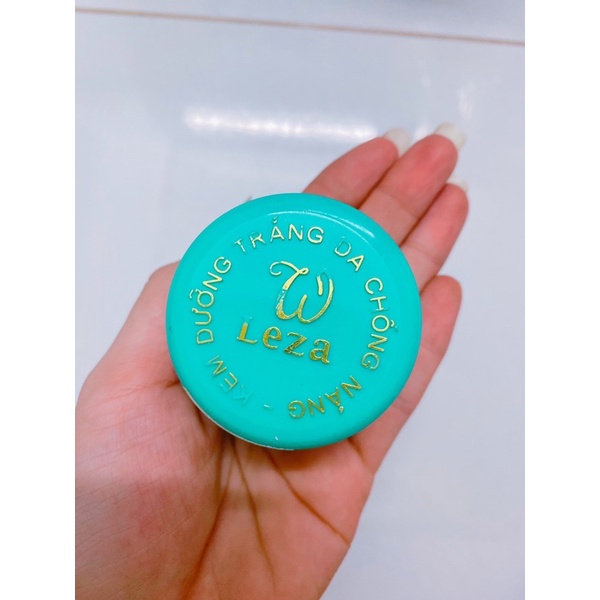 KEM DƯỠNG TRẮNG DA CHỐNG NẮNG -
W
Leza